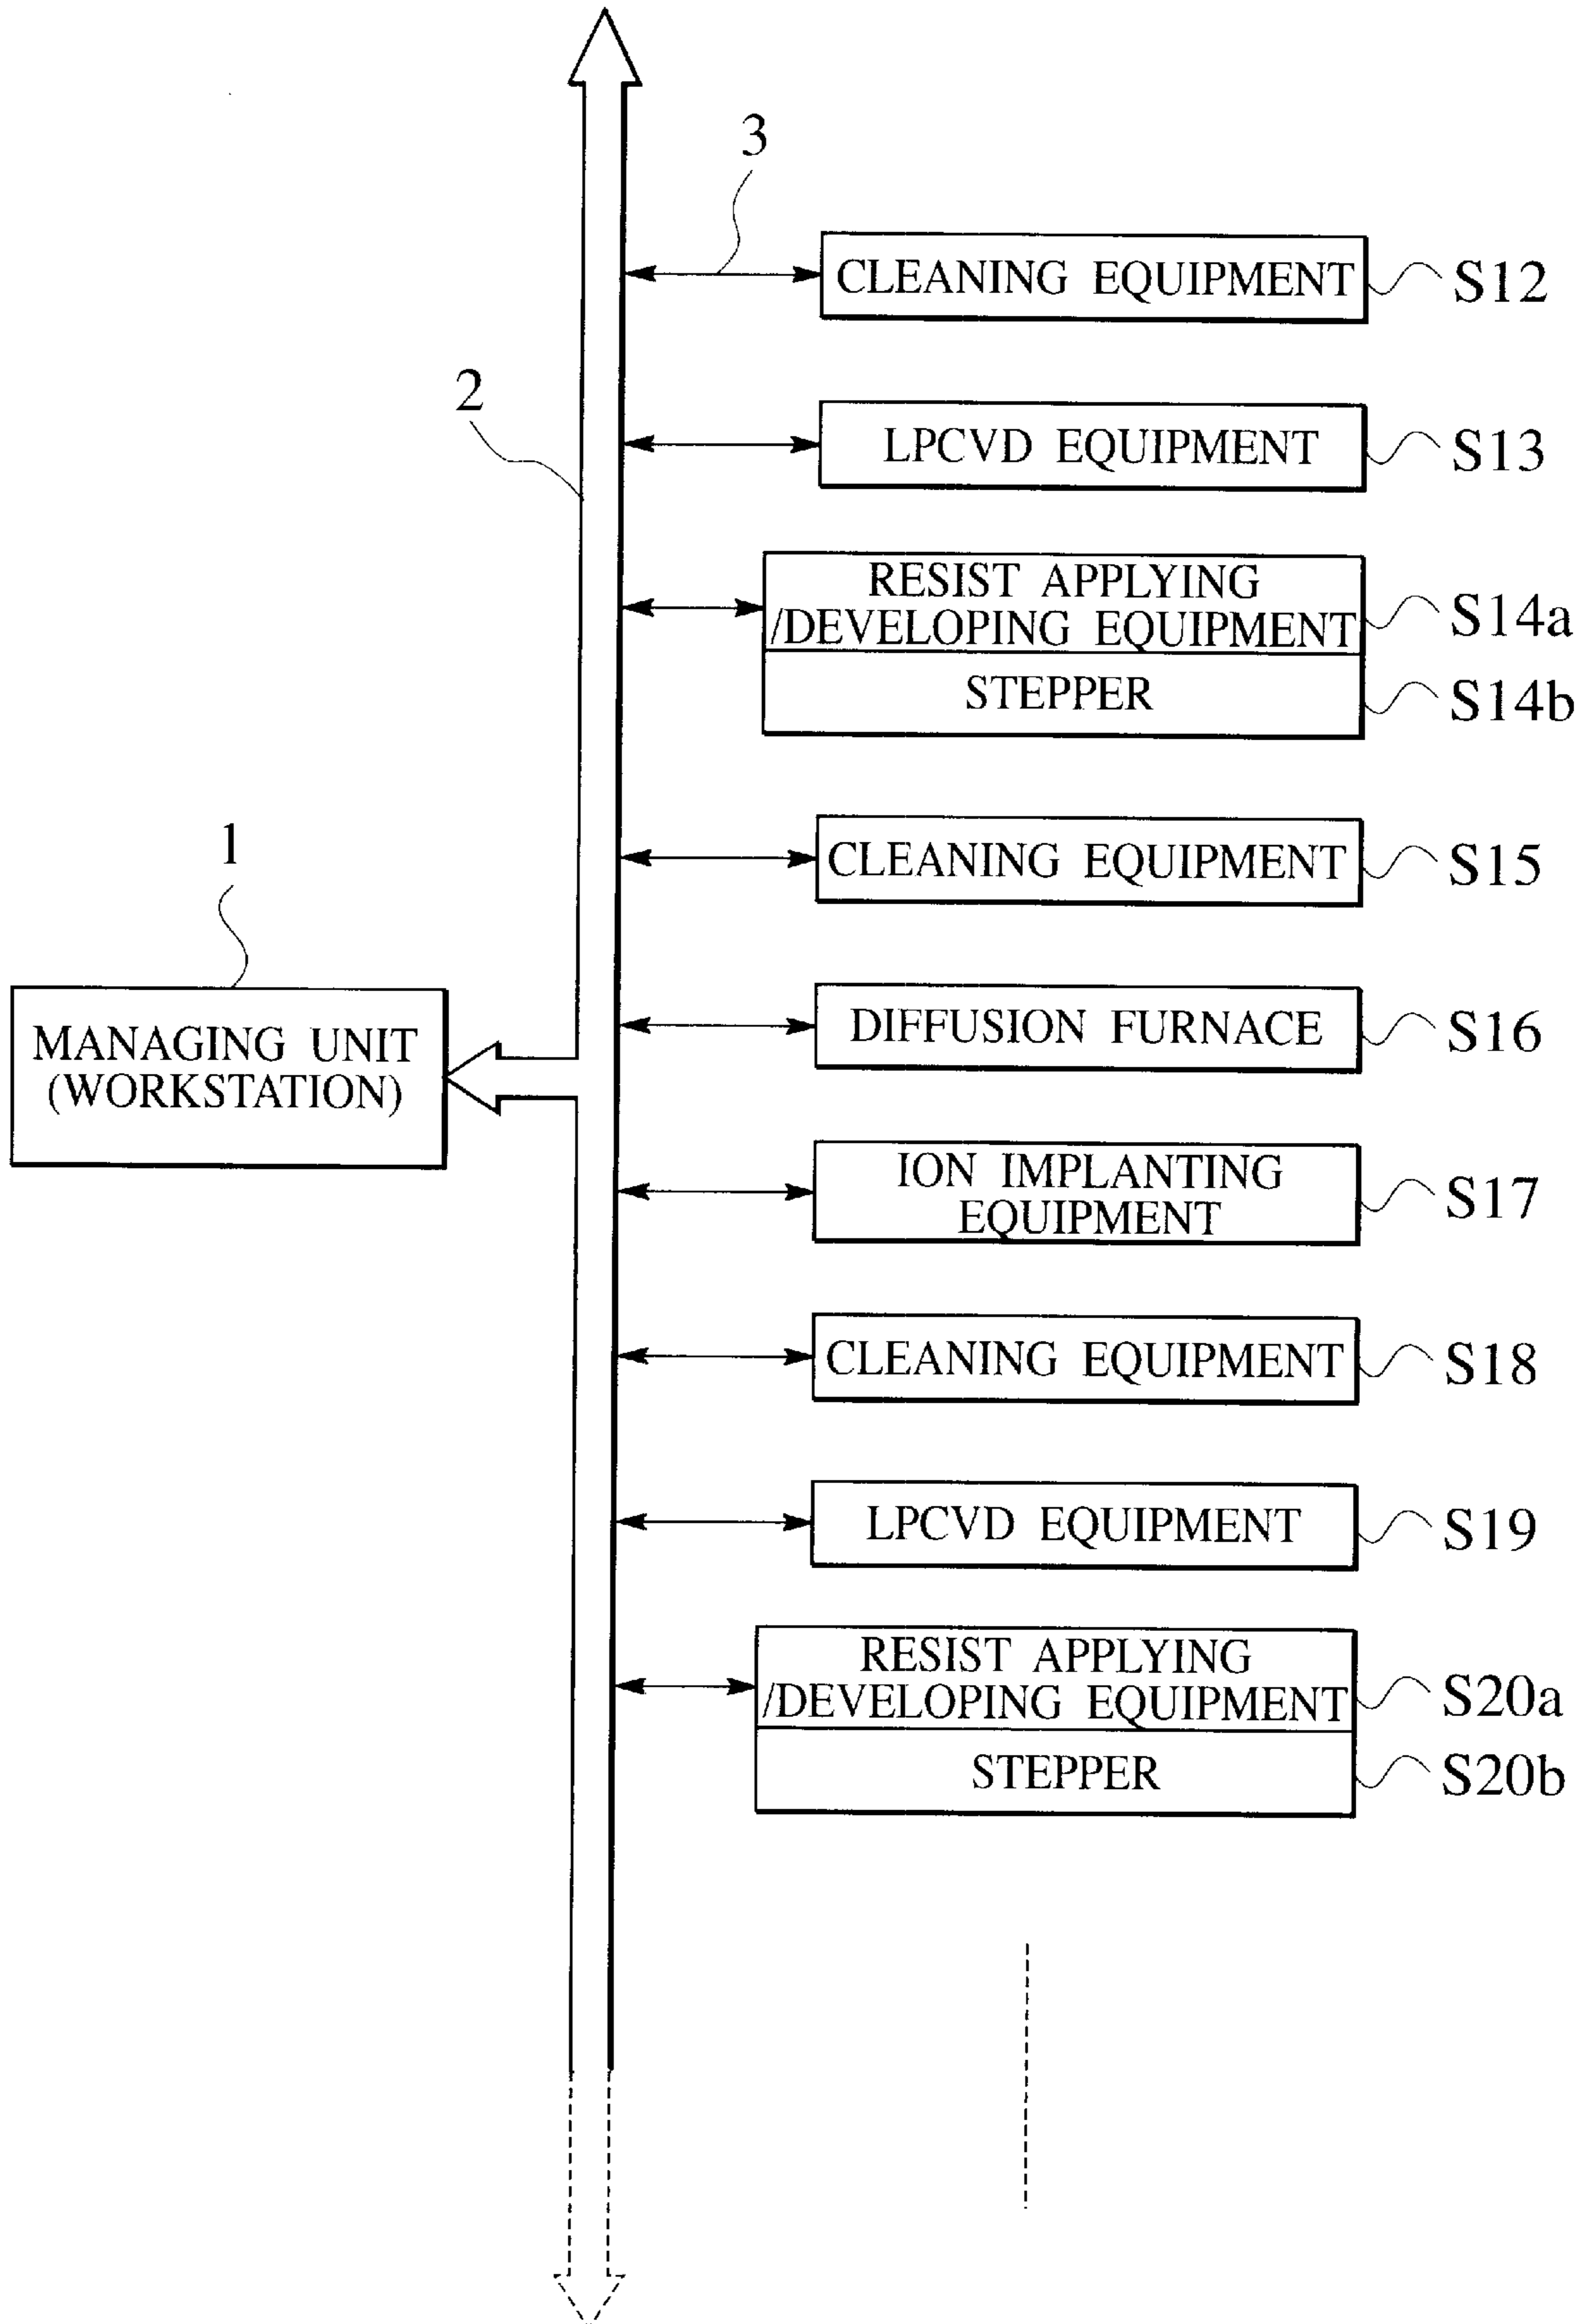 3
CLEANING EQUIPMENT
S12
2
LPCVD EQUIPMENT
S13
RESIST APPLYING
/DEVELOPING EQUIPMENT
S14a
STEPPER
S14b
1
CLEANING EQUIPMENT
S15
MANAGING UNIT
(WORKSTATION)
DIFFUSION FURNACE
S16
ION IMPLANTING
EQUIPMENT
S17
CLEANING EQUIPMENT
S18
LPCVD EQUIPMENT
S19
RESIST APPLYING
/DEVELOPING EQUIPMENT
S20a
STEPPER
S20b